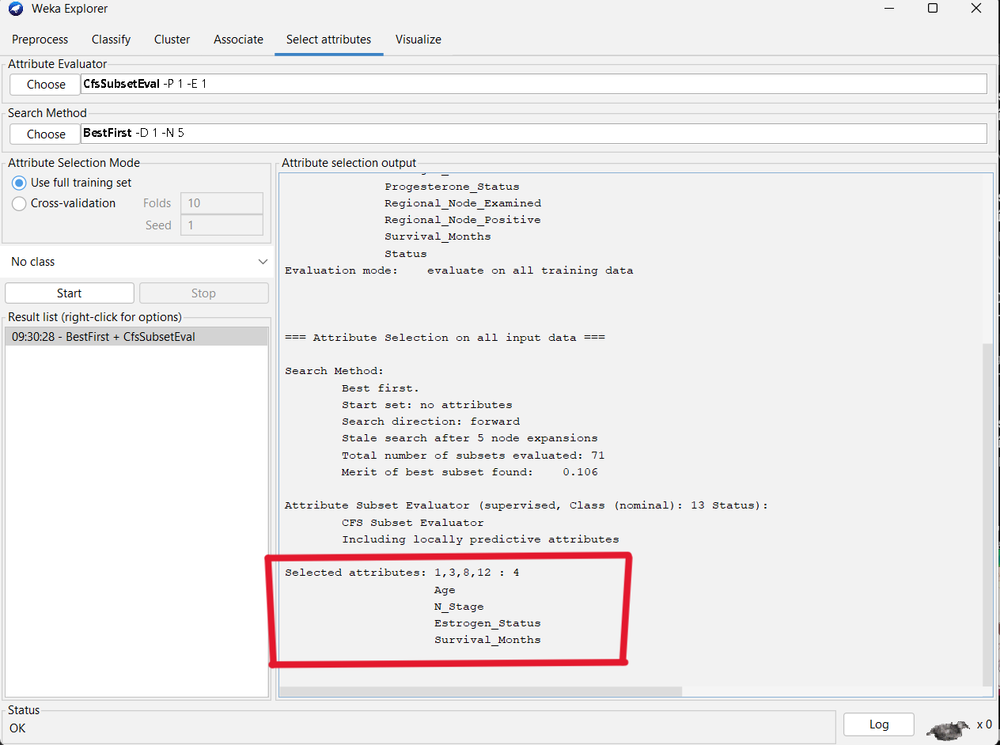 Weka Explorer
Preprocess Classify Cluster Associate Select attributes Visualize
Attribute Evaluator
Choose CfsSubsetEval -P 1 -E 1
Search Method
Choose BestFirst -D 1 -N 5
Attribute Selection Mode
Use full training set
Cross-validation Folds 10
Seed 1
No class
Start Stop
Result list (right-click for options)
09:30:28 - BestFirst + CfsSubsetEval
Attribute selection output
Progesterone_Status
Regional_Node_Examined
Regional_Node_Positive
Survival_Months
Status
Evaluation mode: evaluate on all training data
=== Attribute Selection on all input data ===
Search Method:
Best first.
Start set: no attributes
Search direction: forward
Stale search after 5 node expansions
Total number of subsets evaluated: 71
Merit of best subset found: 0.106
Attribute Subset Evaluator (supervised, Class (nominal): 13 Status):
CFS Subset Evaluator
Including locally predictive attributes
Selected attributes: 1,3,8,12 : 4
Age
N_Stage
Estrogen_Status
Survival_Months
Status
OK
Log x 0